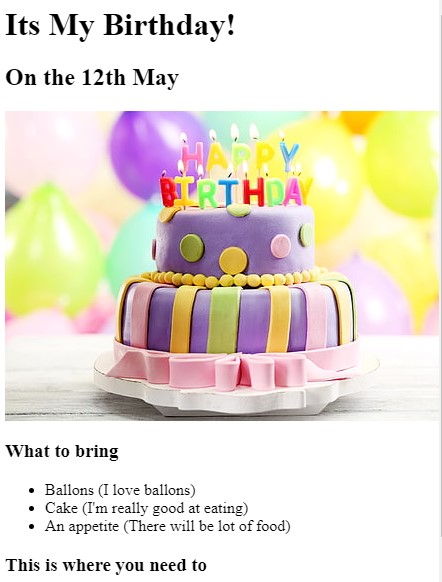 Its My Birthday!
On the 12th May
HAPPY
BIRTHDAY
What to bring
Ballons (I love ballons)
Cake (I'm really good at eating)
An appetite (There will be lot of food)
This is where you need to